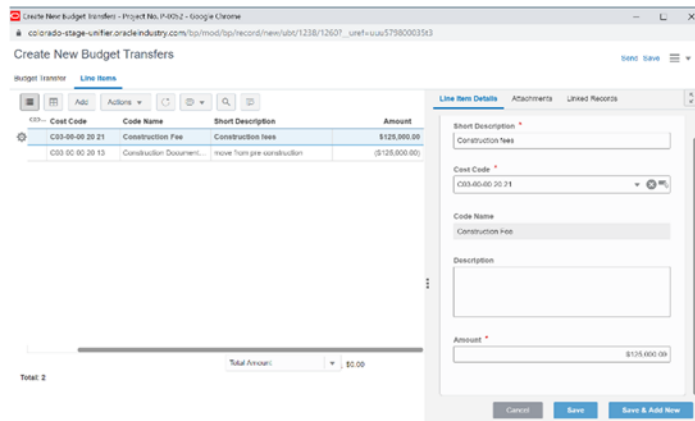 Create New Budget Transfers - Project No. P-0052 - Google Chrome
colorado-stage-unifier.oracleindustry.com/bp/mod/bp/record/new/ubt/1238/1260?_uref=uuu579800035t3
Create New Budget Transfers
Send Save
Budget Transfer Line Items
Add Actions
Line Item Details Attachments Linked Records
Cost Code Code Name Short Description Amount
C03-00-00 20 21 Construction Fee Construction fees $125,000.00
C03 00 00 20 13 Construction Document... move from pre-construction ($125,000.00)
Short Description *
Construction fees
Cost Code *
C03-00-00 20 21
Code Name
Construction Fee
Description
Amount *
$125,000.00
Total Amount $0.00
Total: 2
Cancel Save Save & Add New